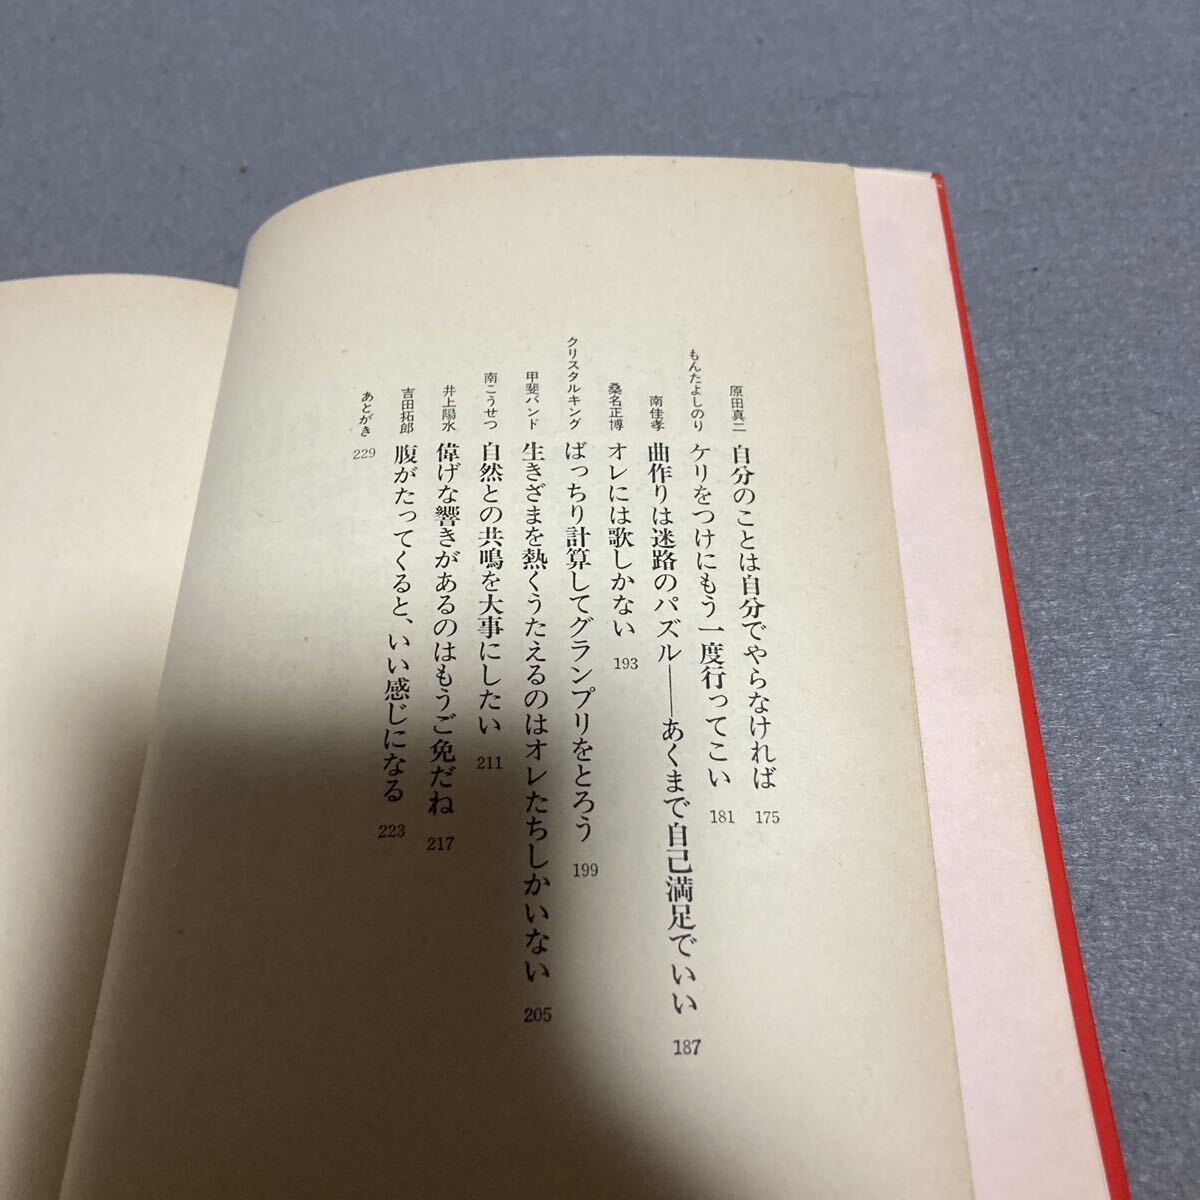 原田真二 自分のことは自分でやらなければ 175
もんたよしのり ケリをつけにもう一度行ってこい 181
南佳孝 曲作りは迷路のパズル――あくまで自己満足でいい 187
桑名正博 オレには歌しかない 193
クリスタルキング ばっちり計算してグランプリをとろう 199
甲斐バンド 生きざまを熱くうたえるのはオレたちしかいない 205
南こうせつ 自然との共鳴を大事にしたい 211
井上陽水 偉げな響きがあるのはもうご免だね 217
吉田拓郎 腹がたってくると、いい感じになる 223
あとがき 229